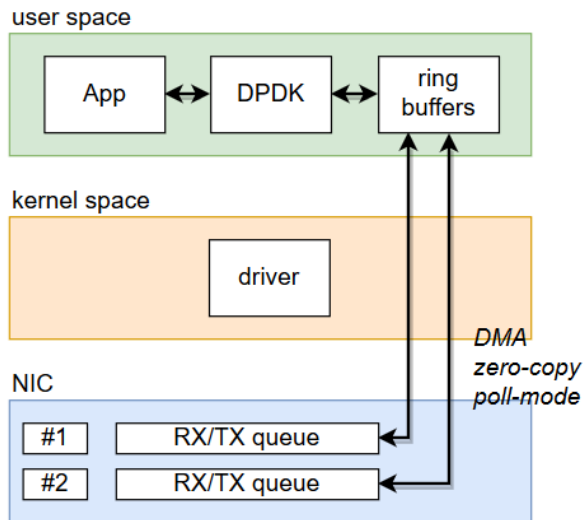 user space
App
DPDK
ring
buffers
kernel space
driver
DMA
zero-copy
poll-mode
NIC
#1
RX/TX queue
#2
RX/TX queue